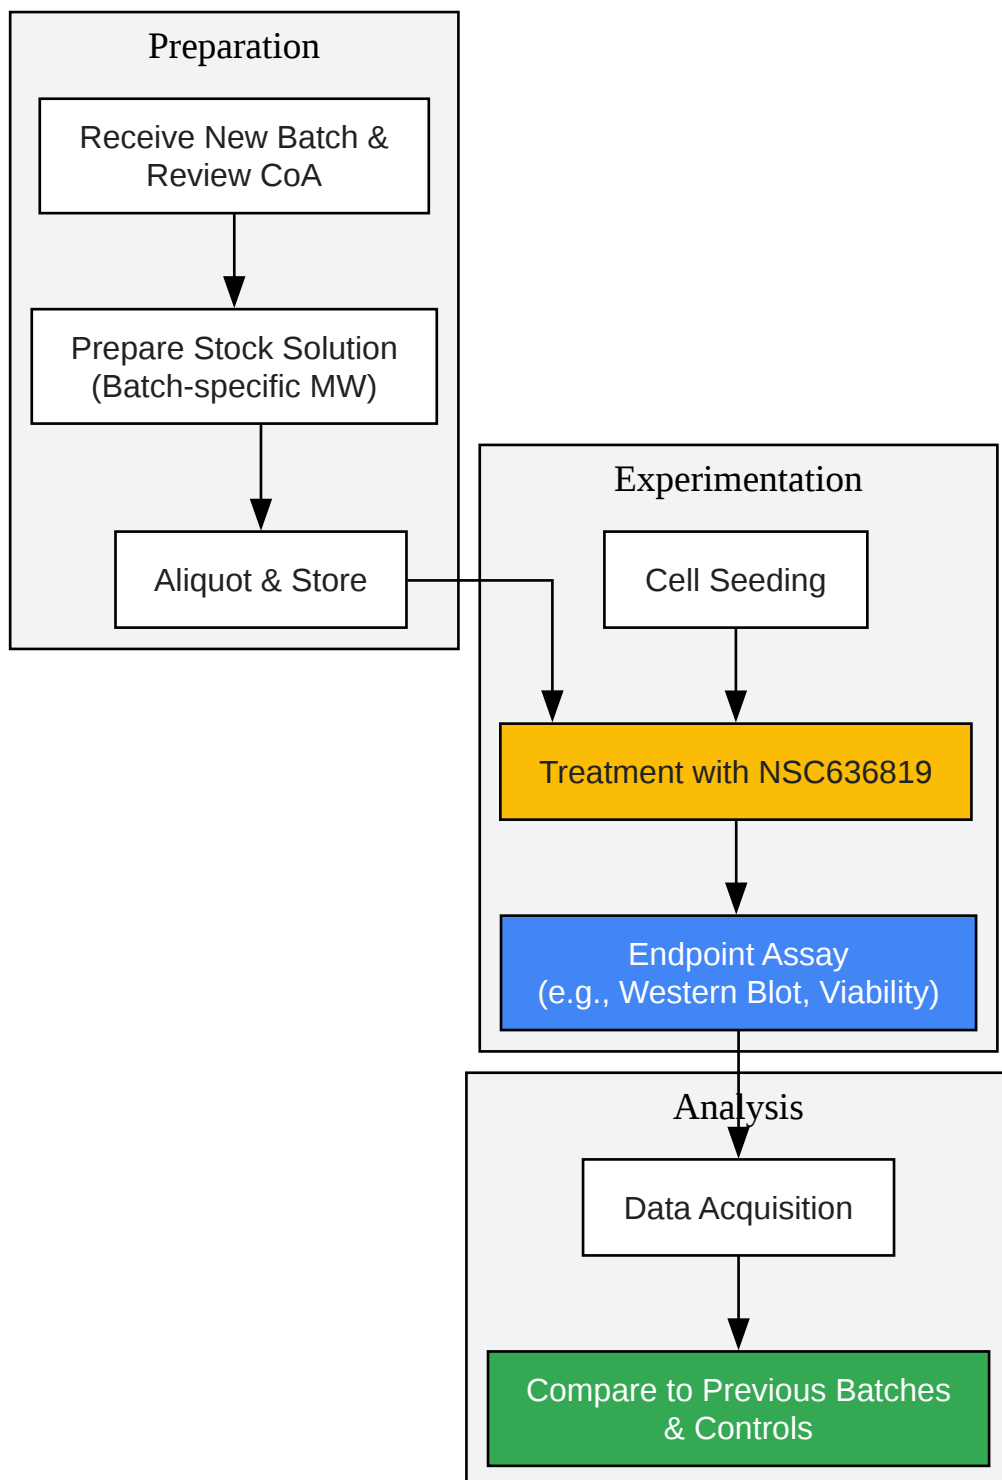 Preparation
Receive New Batch &
Review CoA
Prepare Stock Solution
(Batch-specific MW)
Aliquot & Store
Experimentation
Cell Seeding
Treatment with NSC636819
Endpoint Assay
(e.g., Western Blot, Viability)
Analysis
Data Acquisition
Compare to Previous Batches
& Controls